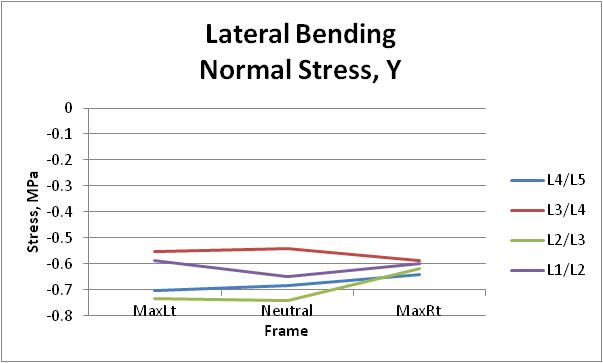 Lateral Bending
Normal Stress, Y
0
-0.1
-0.2
-0.3
-0.4
-0.5
-0.6
-0.7
-0.8
Stress, MPa
MaxLt
Neutral
MaxRt
Frame
L4/L5
L3/L4
L2/L3
L1/L2